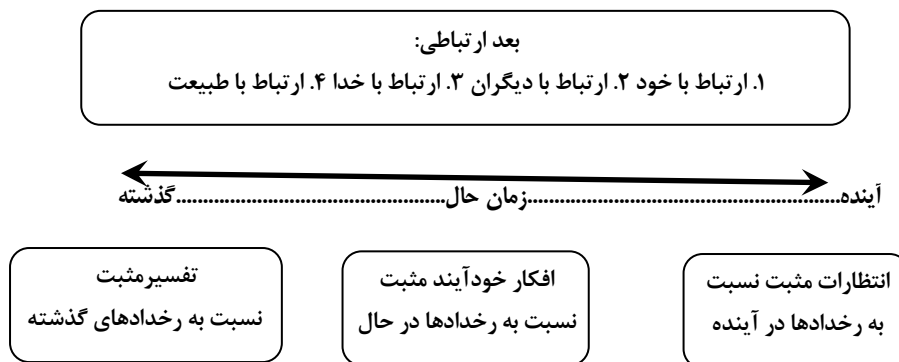 بعد ارتباطی:
۱. ارتباط با خود ۲. ارتباط با دیگران ۳. ارتباط با خدا ۴. ارتباط با طبیعت
آینده............................................................زمان حال....................................................گذشته
انتظارات مثبت نسبت
به رخدادها در آینده
افکار خودآیند مثبت
نسبت به رخدادها در حال
تفسیرمثبت
نسبت به رخدادهای گذشته